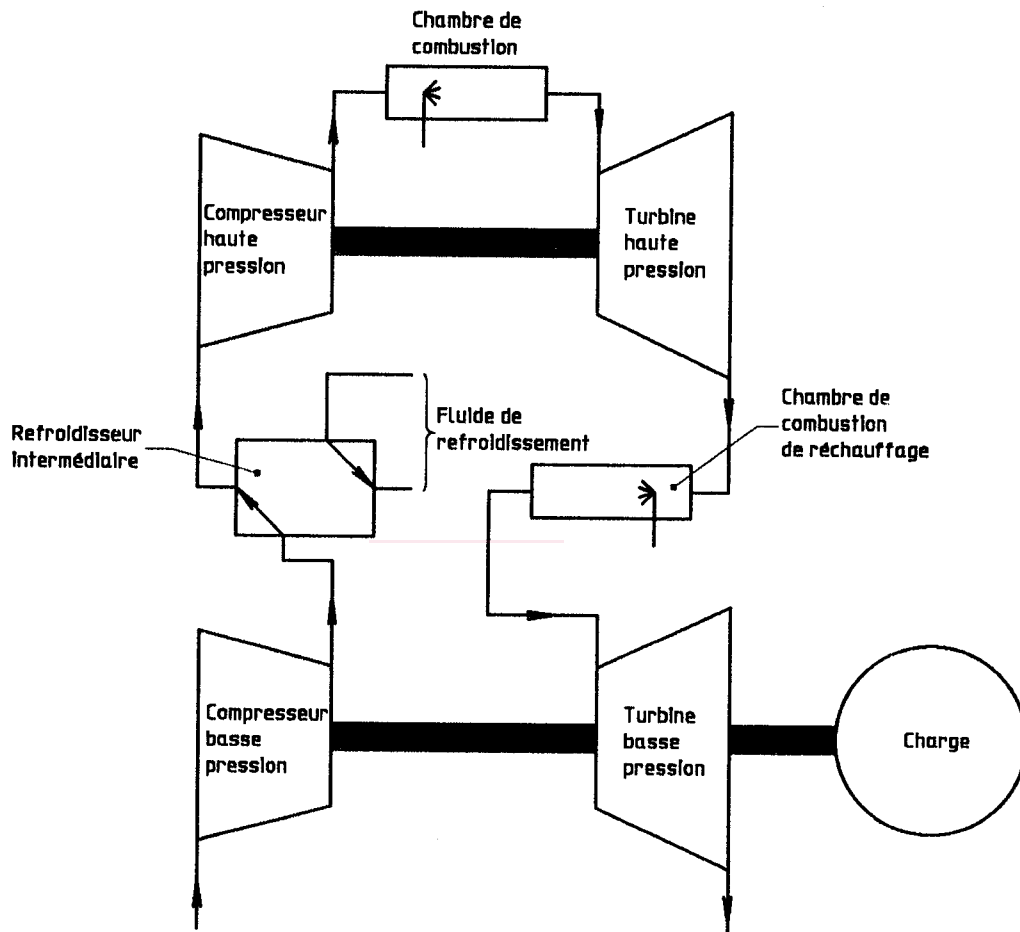 Chambre de
combustion
Compresseur
haute
pression
Turbine
haute
pression
Refroidisseur
intermédiaire
Fluide de
refroidissement
Chambre de
combustion
de réchauffage
Compresseur
basse
pression
Turbine
basse
pression
Charge